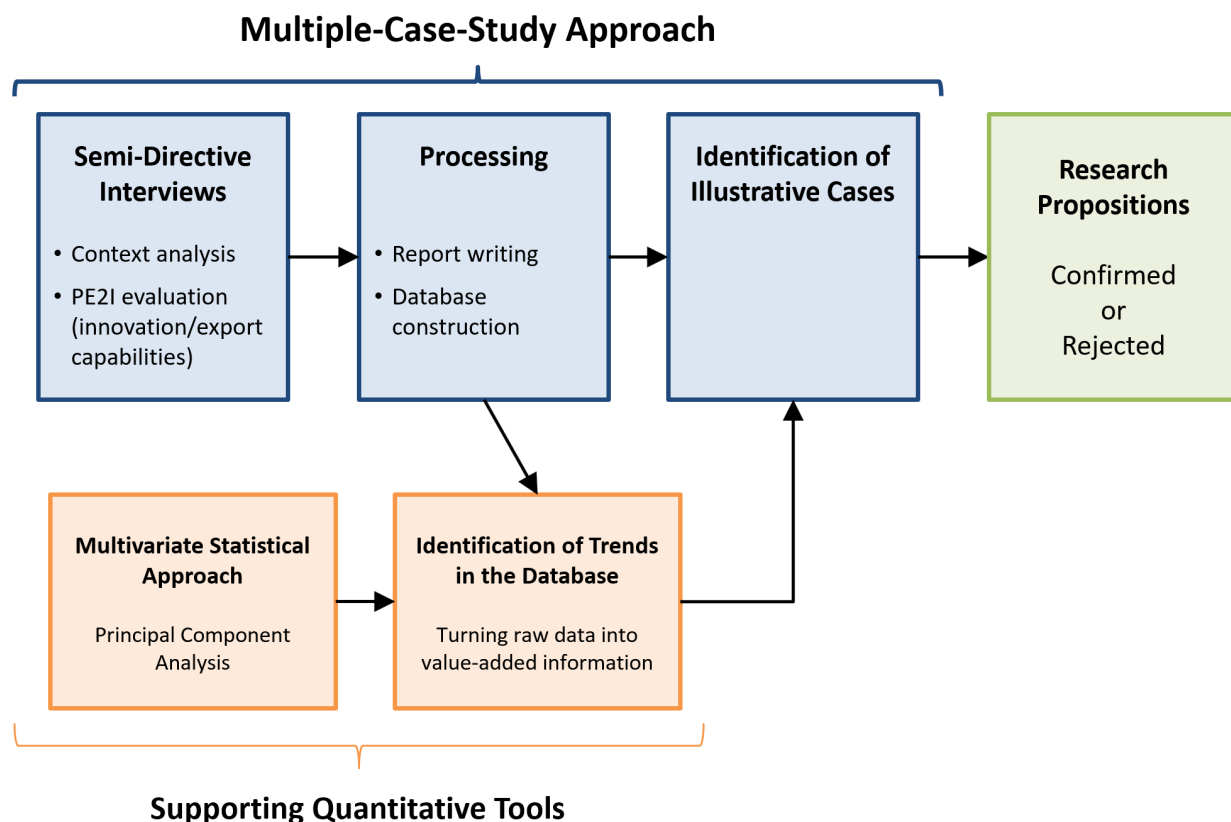 Multiple-Case-Study Approach
Semi-Directive
Interviews
• Context analysis
• PE2I evaluation
(innovation/export
capabilities)
Processing
• Report writing
• Database
construction
Identification of
Illustrative Cases
Research
Propositions
Confirmed
or
Rejected
Multivariate Statistical
Approach
Principal Component
Analysis
Identification of Trends
in the Database
Turning raw data into
value-added information
Supporting Quantitative Tools